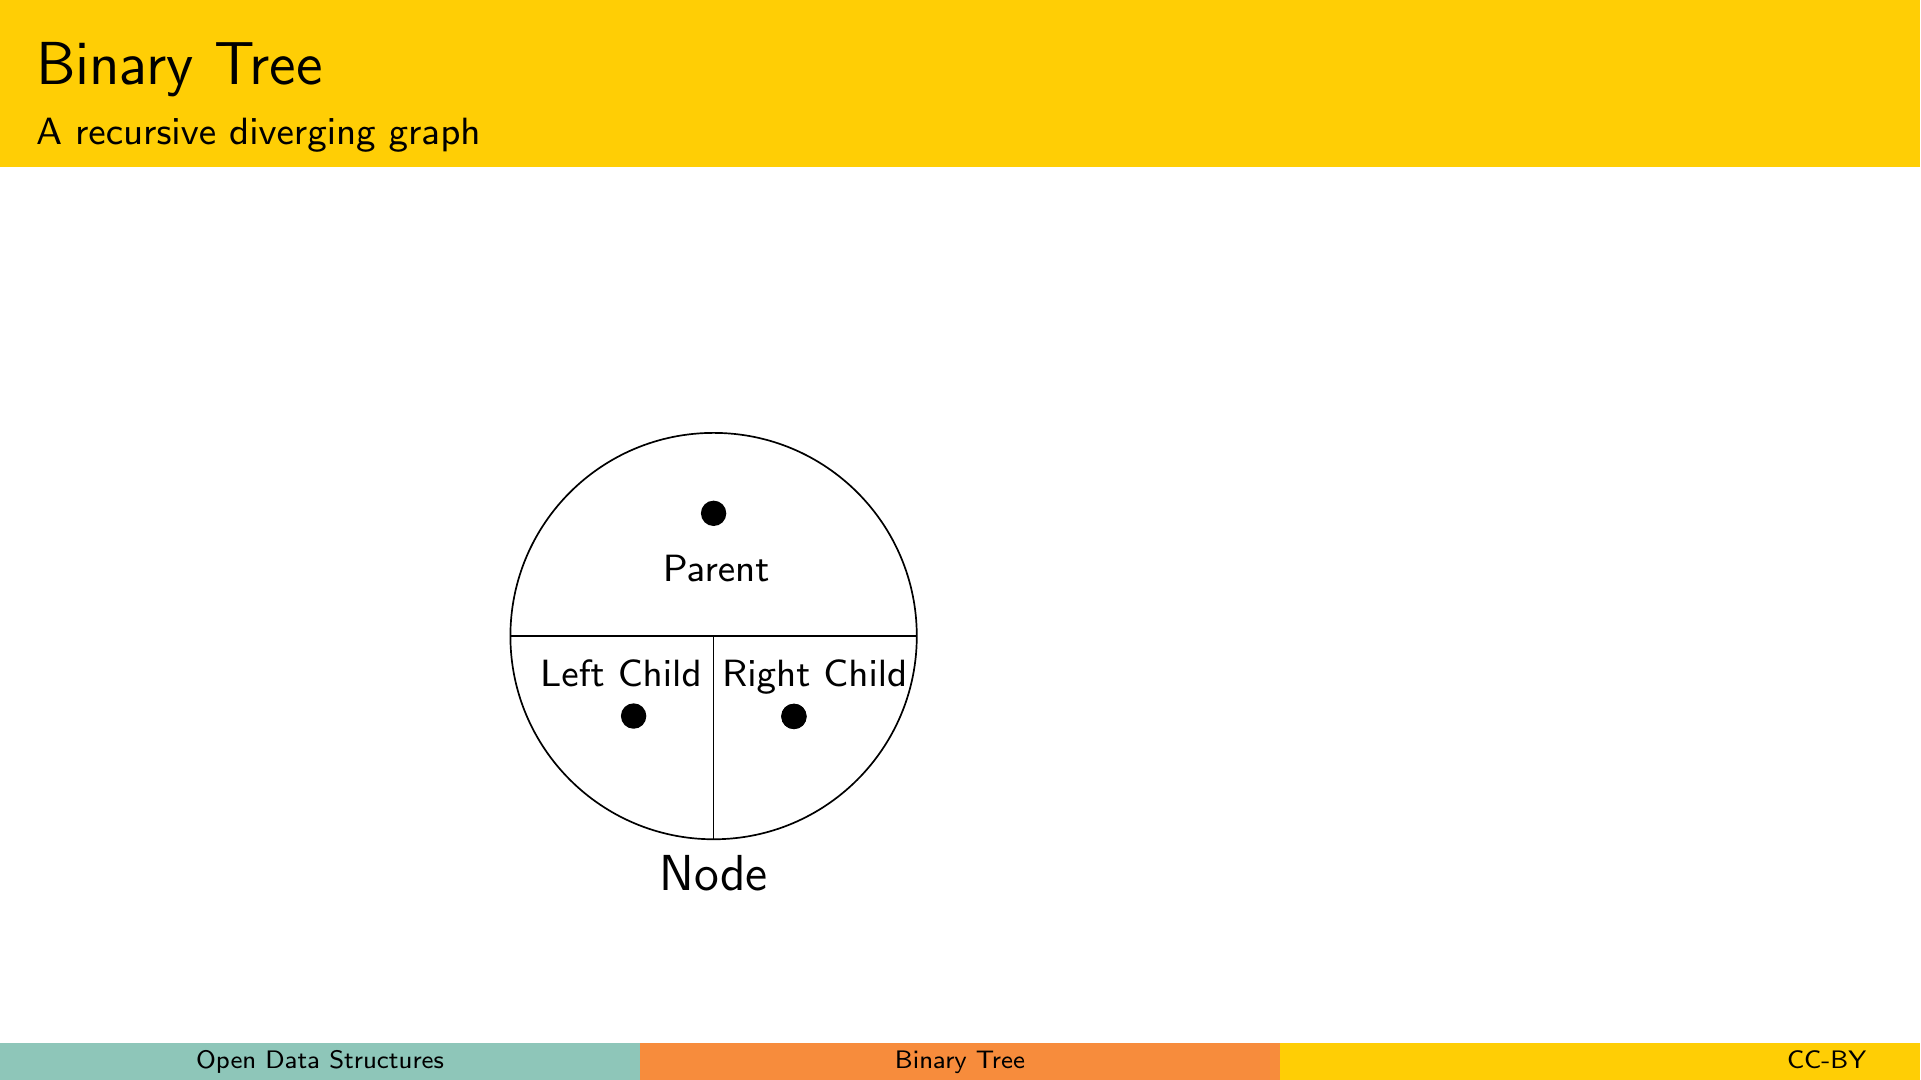 Binary Tree
A recursive diverging graph
Parent
Left Child
Right Child
Node
Open Data Structures
Binary Tree
CC-BY